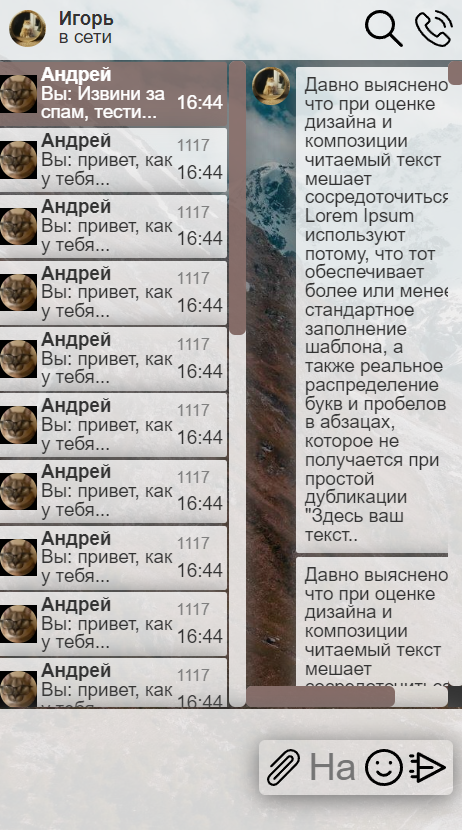 Игорь
в сети
Андрей
Вы: Извини за
спам, тести...
16:44
Андрей
1117
Вы: привет, как
у тебя...
16:44
Андрей
1117
Вы: привет, как
у тебя...
16:44
Андрей
1117
Вы: привет, как
у тебя...
16:44
Андрей
1117
Вы: привет, как
у тебя...
16:44
Андрей
1117
Вы: привет, как
у тебя...
16:44
Андрей
1117
Вы: привет, как
у тебя...
16:44
Андрей
1117
Вы: привет, как
у тебя...
16:44
Андрей
1117
Вы: привет, как
у тебя...
16:44
Андрей
1117
Вы: привет, как
у тебя...
16:44
Давно выяснено
что при оценке
дизайна и
композиции
читаемый текст
мешает
сосредоточиться
Lorem Ipsum
используют
потому, что тот
обеспечивает
более или менее
стандартное
заполнение
шаблона, а
также реальное
распределение
букв и пробелов
в абзацах,
которое не
получается при
простой
дубликации
"Здесь ваш
текст..
Давно выяснено
что при оценке
дизайна и
композиции
читаемый текст
мешает
сосредоточиться
На